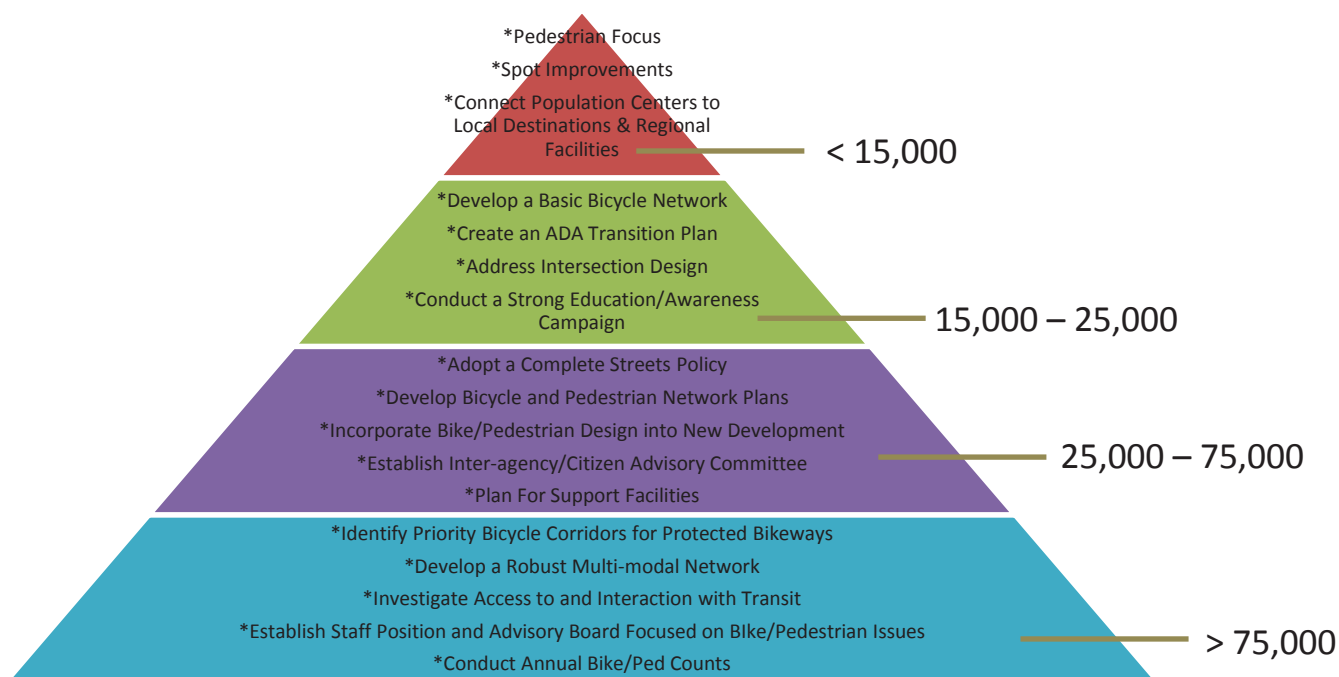 *Pedestrian Focus
*Spot Improvements
*Connect Population Centers to
Local Destinations & Regional
Facilities
< 15,000
*Develop a Basic Bicycle Network
*Create an ADA Transition Plan
*Address Intersection Design
*Conduct a Strong Education/Awareness
Campaign
15,000 – 25,000
*Adopt a Complete Streets Policy
*Develop Bicycle and Pedestrian Network Plans
*Incorporate Bike/Pedestrian Design into New Development
*Establish Inter-agency/Citizen Advisory Committee
*Plan For Support Facilities
25,000 – 75,000
*Identify Priority Bicycle Corridors for Protected Bikeways
*Develop a Robust Multi-modal Network
*Investigate Access to and Interaction with Transit
*Establish Staff Position and Advisory Board Focused on BIke/Pedestrian Issues
*Conduct Annual Bike/Ped Counts
> 75,000